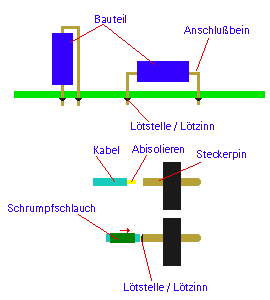 Bauteil
Anschlußbein
Lötstelle / Lötzinn
Kabel
Abisolieren
Steckerpin
Schrumpfschlauch
Lötstelle / Lötzinn